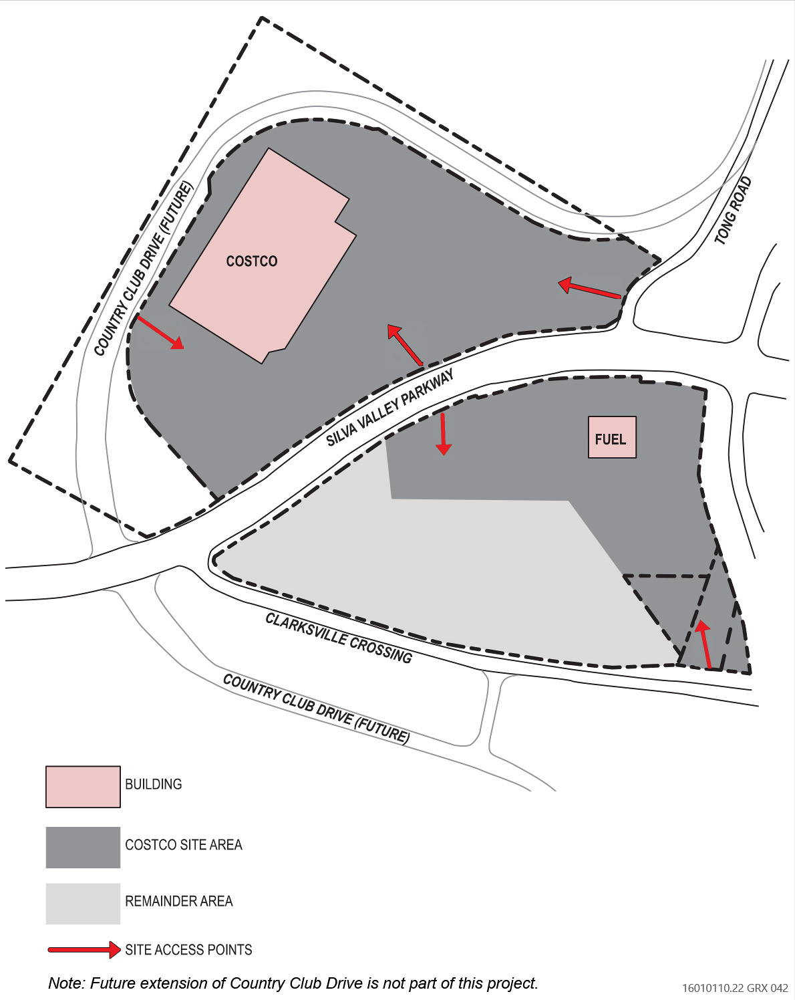 COUNTRY CLUB DRIVE (FUTURE)
TONG ROAD
COSTCO
SILVA VALLEY PARKWAY
FUEL
CLARKSVILLE CROSSING
COUNTRY CLUB DRIVE (FUTURE)
BUILDING
COSTCO SITE AREA
REMAINDER AREA
SITE ACCESS POINTS
Note: Future extension of Country Club Drive is not part of this project.
16010110.22 GRX 042